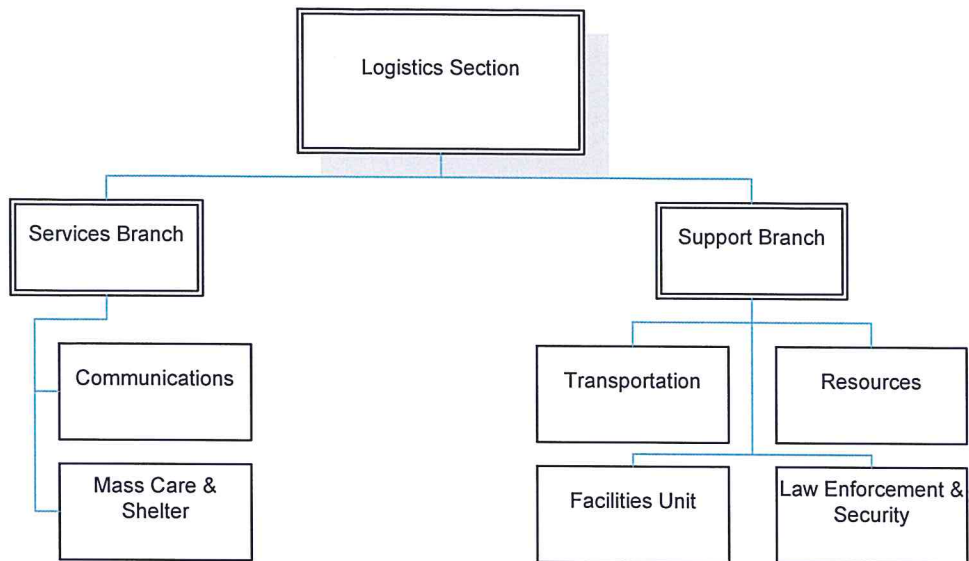 Logistics Section
Services Branch
Support Branch
Communications
Transportation
Resources
Mass Care &
Shelter
Facilities Unit
Law Enforcement &
Security